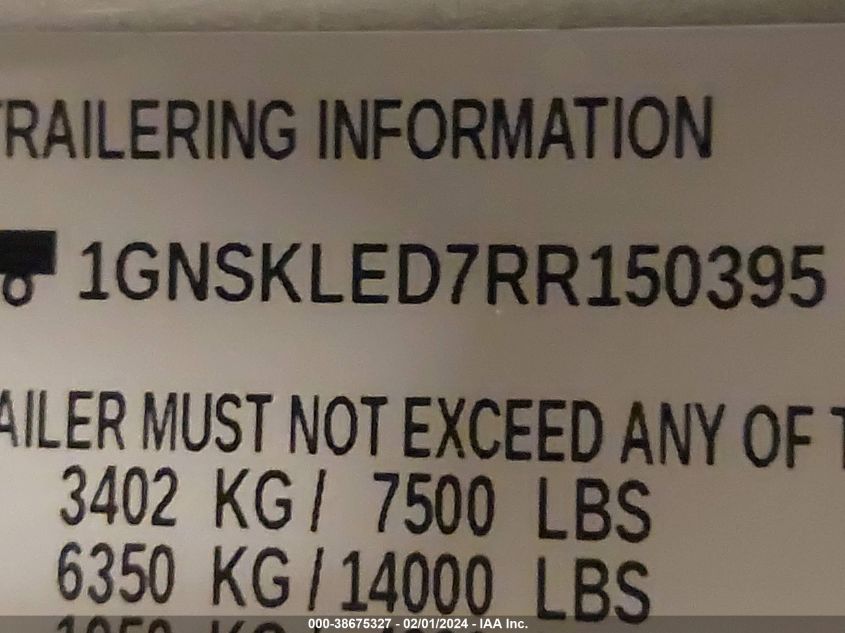 TRAILERING INFORMATION
1GNSKLED7RR150395
AILER MUST NOT EXCEED ANY OF T
3402 KG / 7500 LBS
6350 KG / 14000 LBS
000-38675327 - 02/01/2024 - IAA Inc.